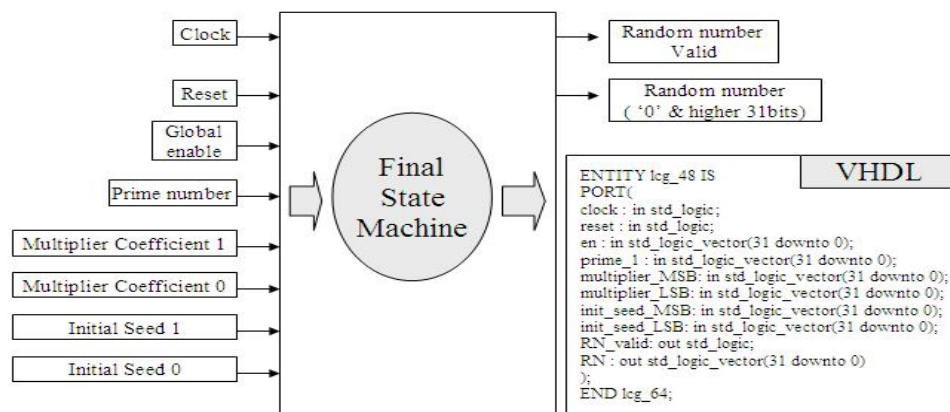 Clock
Reset
Global
enable
Prime number
Multiplier Coefficient 1
Multiplier Coefficient 0
Initial Seed 1
Initial Seed 0
Final
State
Machine
Random number
Valid
Random number
( ‘0’ & higher 31bits)
VHDL
ENTITY lcg_48 IS
PORT(
clock : in std_logic;
reset : in std_logic;
en : in std_logic_vector(31 downto 0);
prime_1 : in std_logic_vector(31 downto 0);
multiplier_MSB: in std_logic_vector(31 downto 0);
multiplier_LSB: in std_logic_vector(31 downto 0);
init_seed_MSB: in std_logic_vector(31 downto 0);
init_seed_LSB: in std_logic_vector(31 downto 0);
RN_valid: out std_logic;
RN : out std_logic_vector(31 downto 0)
);
END lcg_64;